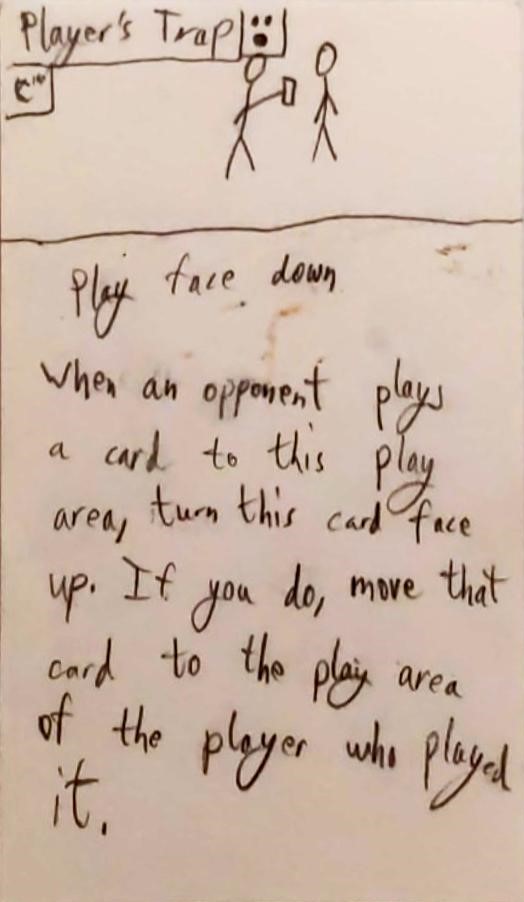 Player's Trap
Play face down
When an opponent plays
a card to this play
area, turn this card face
up. If you do, move that
card to the play area
of the player who played
it.